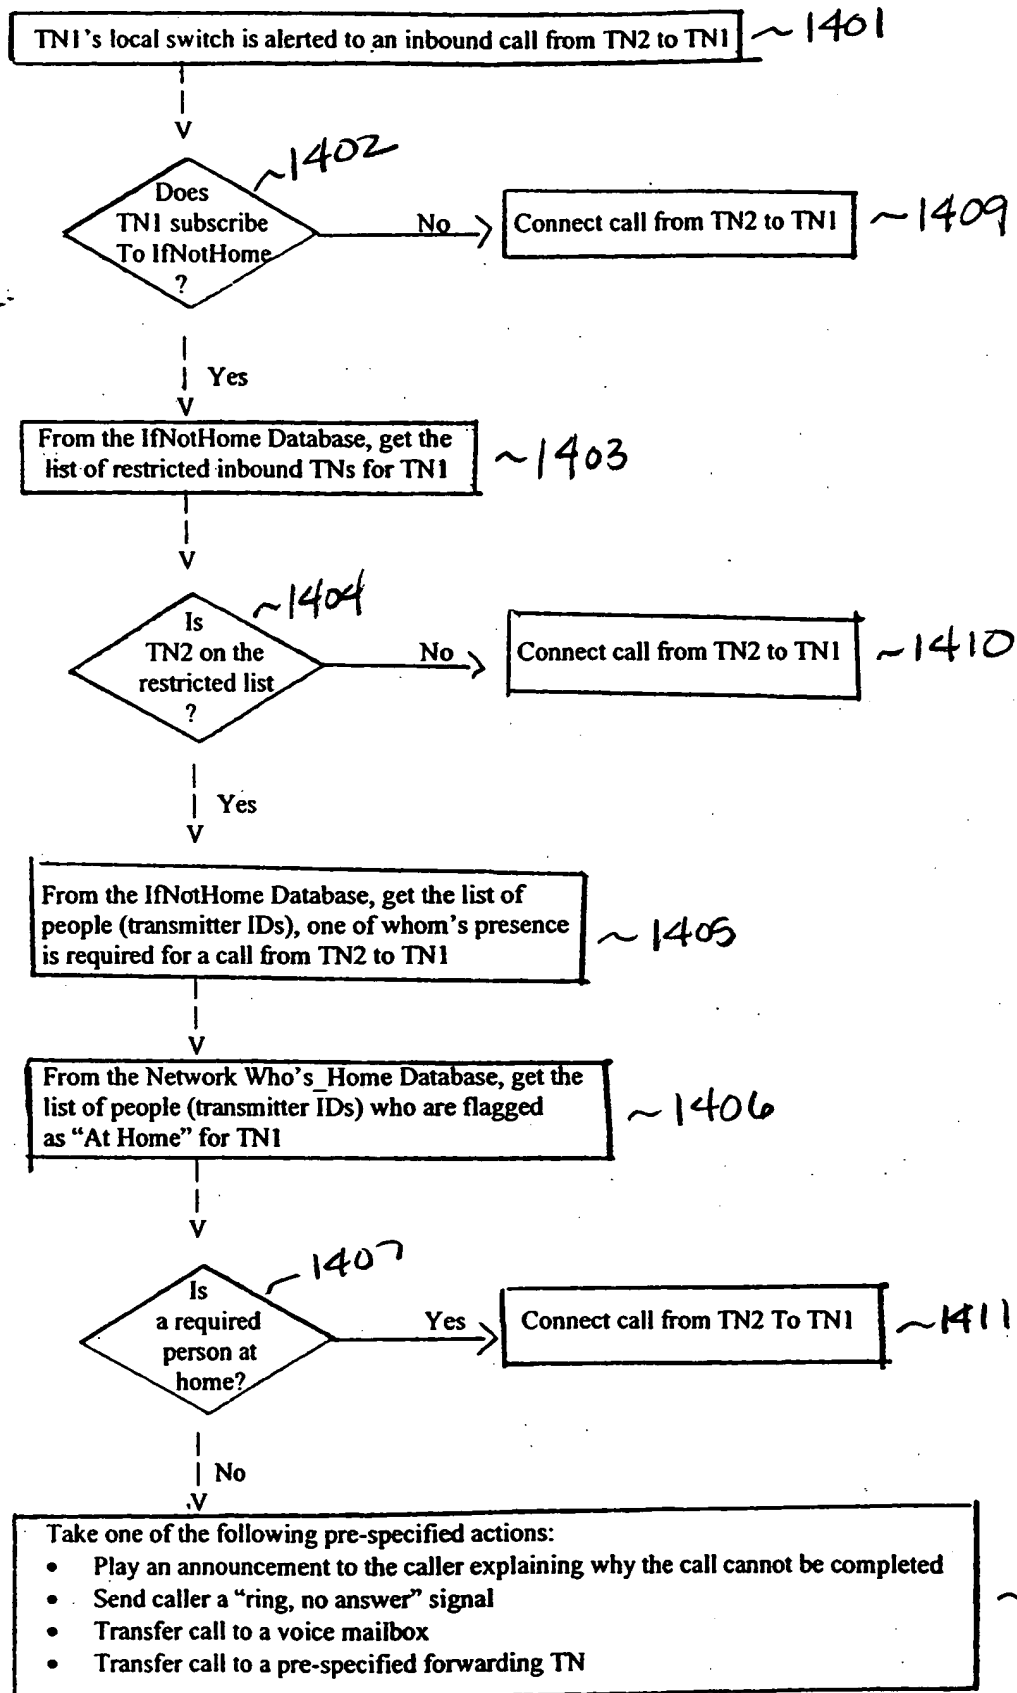 TN1's local switch is alerted to an inbound call from TN2 to TN1 ~1401
V
~1402
Does
TN1 subscribe
To IfNotHome
?
No
Connect call from TN2 to TN1 ~1409
Yes
V
From the IfNotHome Database, get the
list of restricted inbound TNs for TN1
~1403
V
~1404
Is
TN2 on the
restricted list
?
No
Connect call from TN2 to TN1 ~1410
Yes
V
From the IfNotHome Database, get the list of
people (transmitter IDs), one of whom's presence
is required for a call from TN2 to TN1
~1405
V
From the Network Who's_Home Database, get the
list of people (transmitter IDs) who are flagged
as "At Home" for TN1
~1406
V
~1407
Is
a required
person at
home?
Yes
Connect call from TN2 To TN1 ~1411
No
V
Take one of the following pre-specified actions:
• Play an announcement to the caller explaining why the call cannot be completed
• Send caller a "ring, no answer" signal
• Transfer call to a voice mailbox
• Transfer call to a pre-specified forwarding TN
~